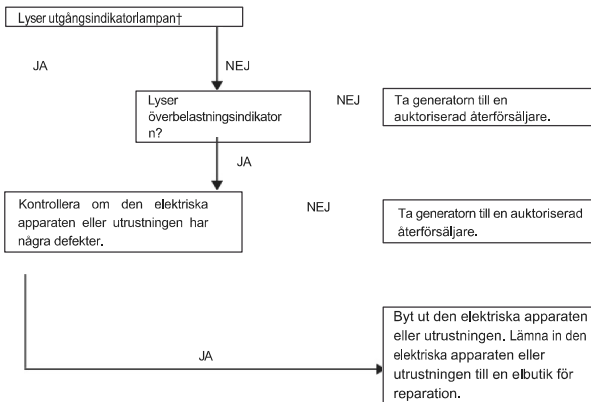 Lyser utgångsindikatorlampan†
JA
NEJ
Lyser
överbelastningsindikator
n?
NEJ
Ta generatorn till en
auktoriserad återförsäljare.
JA
Kontrollera om den elektriska
apparaten eller utrustningen har
några defekter.
NEJ
Ta generatorn till en auktoriserad
återförsäljare.
JA
Byt ut den elektriska apparaten
eller utrustningen. Lämna in den
elektriska apparaten eller
utrustningen till en elbutik för
reparation.